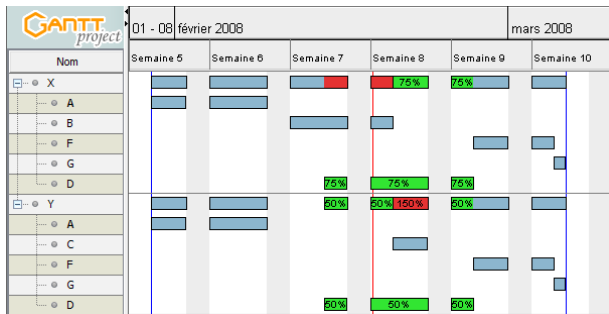 GANTT
project
01 - 08 février 2008 mars 2008
Nom Semaine 5 Semaine 6 Semaine 7 Semaine 8 Semaine 9 Semaine 10
X 75% 75%
A
B
F
G
D 75% 75% 75%
Y 50% 50% 150% 50%
A
C
F
G
D 50% 50% 50%